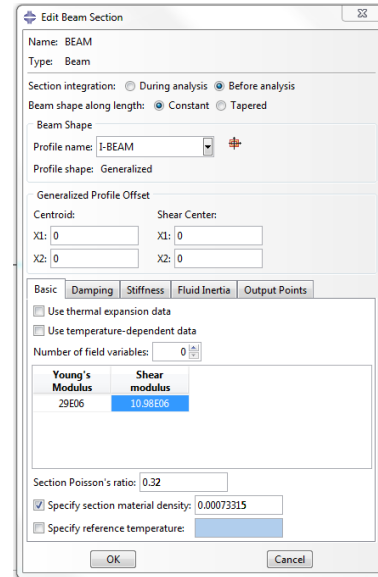 Edit Beam Section
Name: BEAM
Type: Beam
Section integration: During analysis Before analysis
Beam shape along length: Constant Tapered
Beam Shape
Profile name: I-BEAM
Profile shape: Generalized
Generalized Profile Offset
Centroid: Shear Center:
X1: 0 X1: 0
X2: 0 X2: 0
Basic Damping Stiffness Fluid Inertia Output Points
Use thermal expansion data
Use temperature-dependent data
Number of field variables: 0
Young's Shear
Modulus modulus
29E06 10.98E06
Section Poisson's ratio: 0.32
Specify section material density: 0.00073315
Specify reference temperature:
OK Cancel